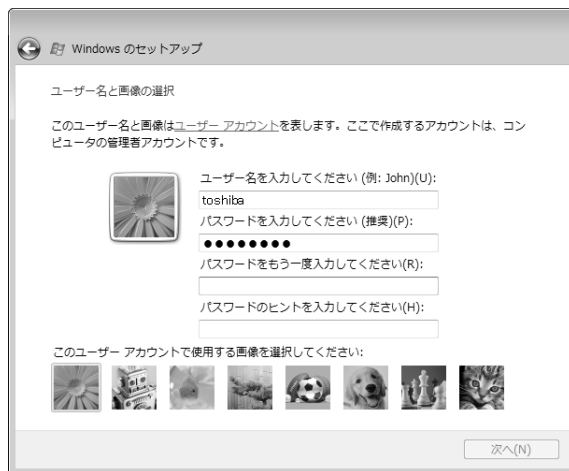 Windows のセットアップ
ユーザー名と画像の選択
このユーザー名と画像はユーザー アカウントを表します。ここで作成するアカウントは、コン
ピュータの管理者アカウントです。
ユーザー名を入力してください (例: John)(U):
toshiba
パスワードを入力してください (推奨)(P):
●●●●●●●●
パスワードをもう一度入力してください(R):
パスワードのヒントを入力してください(H):
このユーザー アカウントで使用する画像を選択してください:
次へ(N)